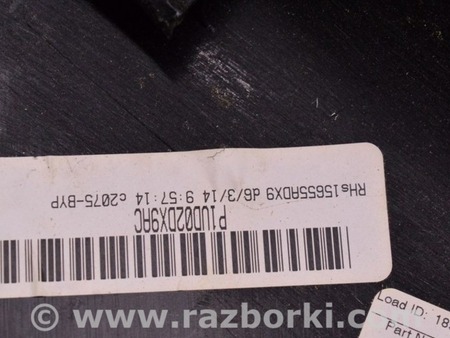 RHs15655ADX9 d6/3/14 9:57:14 c2075-BYP
P1UD02DX9AC
Load ID: 18
Part N
www.razborki.c